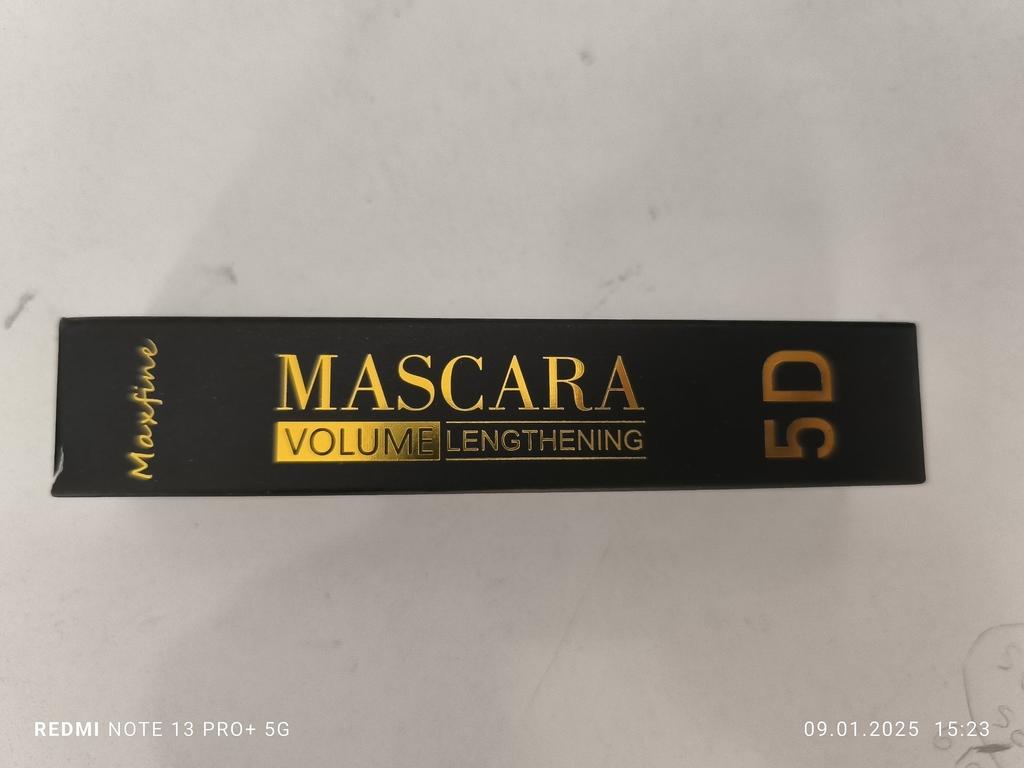 Maxfine
MASCARA
VOLUME LENGTHENING
5D
REDMI NOTE 13 PRO+ 5G
09.01.2025 15:23